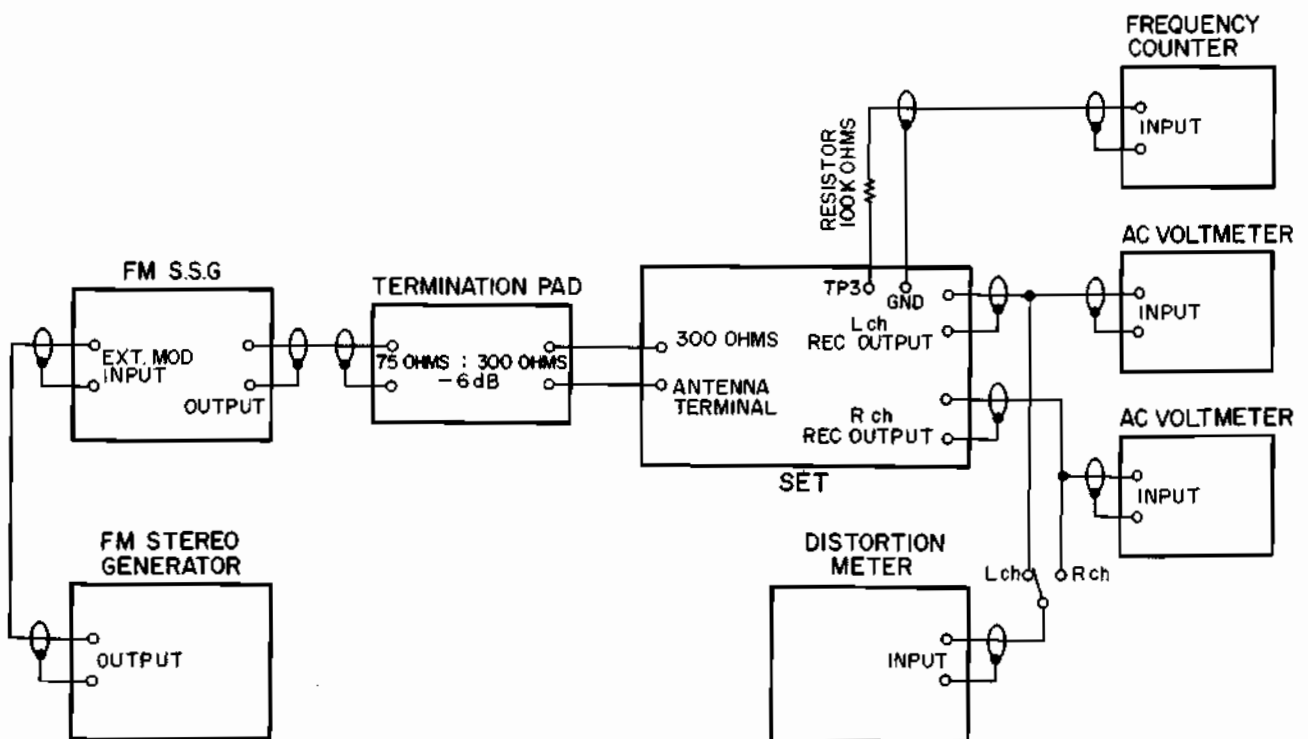 FREQUENCY
COUNTER
INPUT
RESISTOR
100K OHMS
AC VOLTMETER
INPUT
FM S.S.G
EXT. MOD
INPUT
OUTPUT
TERMINATION PAD
75 OHMS : 300 OHMS
-6dB
TP3
GND
300 OHMS
ANTENNA
TERMINAL
L ch
REC OUTPUT
R ch
REC OUTPUT
SET
AC VOLTMETER
INPUT
FM STEREO
GENERATOR
OUTPUT
DISTORTION
METER
INPUT
Lch
Rch